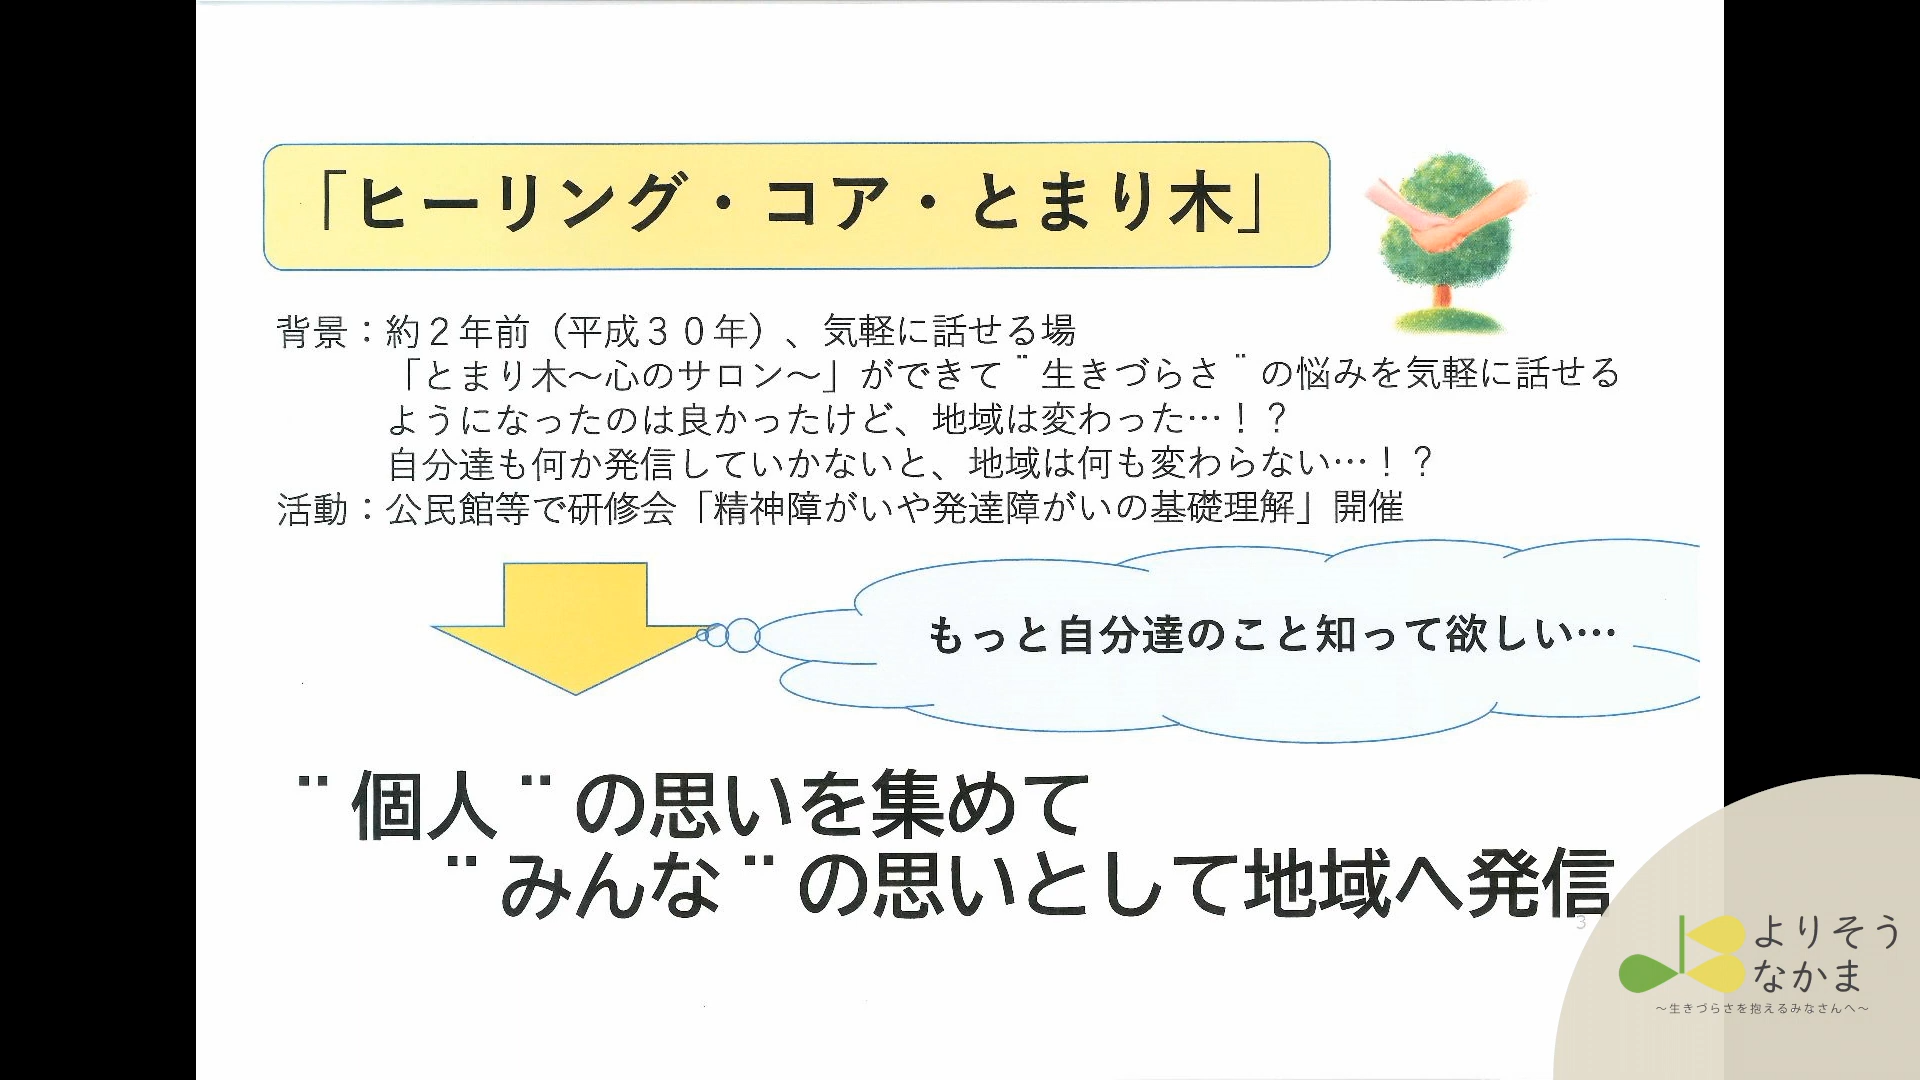 「ヒーリング・コア・とまり木」
背景：約２年前（平成３０年）、気軽に話せる場
「とまり木～心のサロン～」ができて¨生きづらさ¨の悩みを気軽に話せる
ようになったのは良かったけど、地域は変わった…！？
自分達も何か発信していかないと、地域は何も変わらない…！？
活動：公民館等で研修会「精神障がいや発達障がいの基礎理解」開催
もっと自分達のこと知って欲しい…
¨個人¨の思いを集めて
¨みんな¨の思いとして地域へ発信
3
よりそう
なかま
～生きづらさを抱えるみなさんへ～